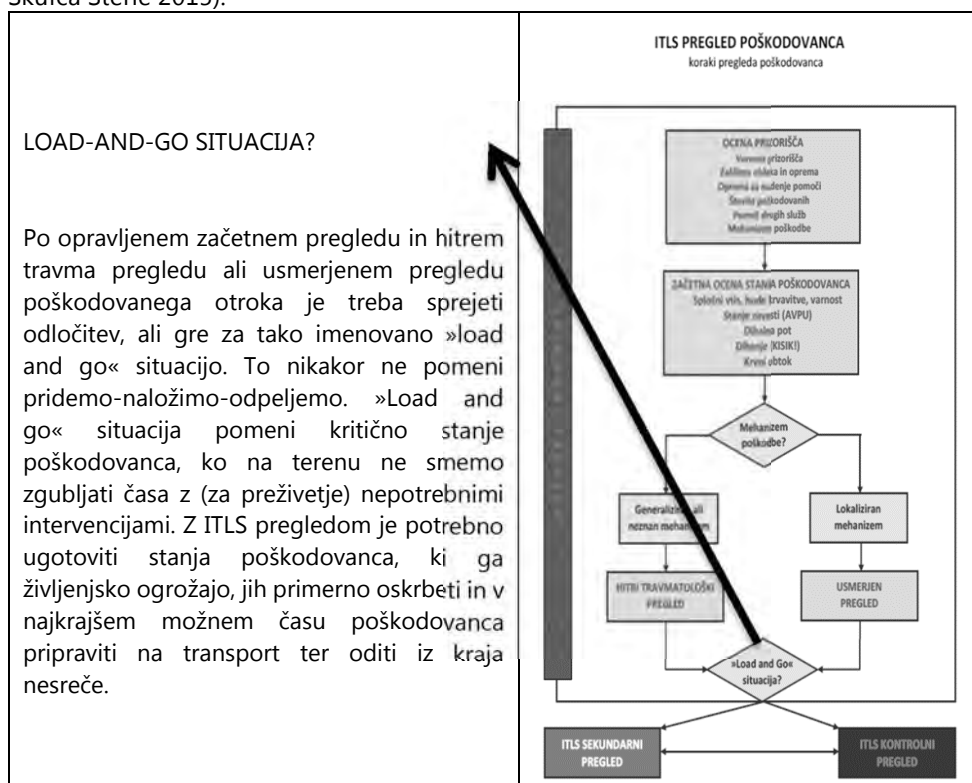 LOAD-AND-GO SITUACIJA?
Po opravljenem začetnem pregledu in hitrem
travma pregledu ali usmerjenem pregledu
poškodovanega otroka je treba sprejeti
odločitev, ali gre za tako imenovano »load
and go« situacijo. To nikakor ne pomeni
pridemo-naložimo-odpeljemo. »Load and
go« situacija pomeni kritično stanje
poškodovanca, ko na terenu ne smemo
zgubljati časa z (za preživetje) nepotrebnimi
intervencijami. Z ITLS pregledom je potrebno
ugotoviti stanja poškodovanca, ki ga
življenjsko ogrožajo, jih primerno oskrbeti in v
najkrajšem možnem času poškodovanca
pripraviti na transport ter oditi iz kraja
nesreče.
ITLS PREGLED POŠKODOVANCA
koraki pregleda poškodovanca
OCENA PRIZORIŠČA
Varnost prizorišča
Zaščitna obleka in oprema
Oprema za nudenje pomoči
Število poškodovanih
Pomoč drugih služb
Mehanizem poškodbe
ZAČETNA OCENA STANJA POŠKODOVANCA
Splošni vtis, hude krvavitve, varnost
Stanje zavesti (AVPU)
Dihalna pot
Dihanje (KISIK!)
Krvni obtok
Mehanizem
poškodbe?
Generaliziran ali
neznan mehanizem
Lokaliziran
mehanizem
HITRI TRAVMATOLOŠKI
PREGLED
USMERJEN
PREGLED
»Load and Go«
situacija?
ITLS SEKUNDARNI
PREGLED
ITLS KONTROLNI
PREGLED